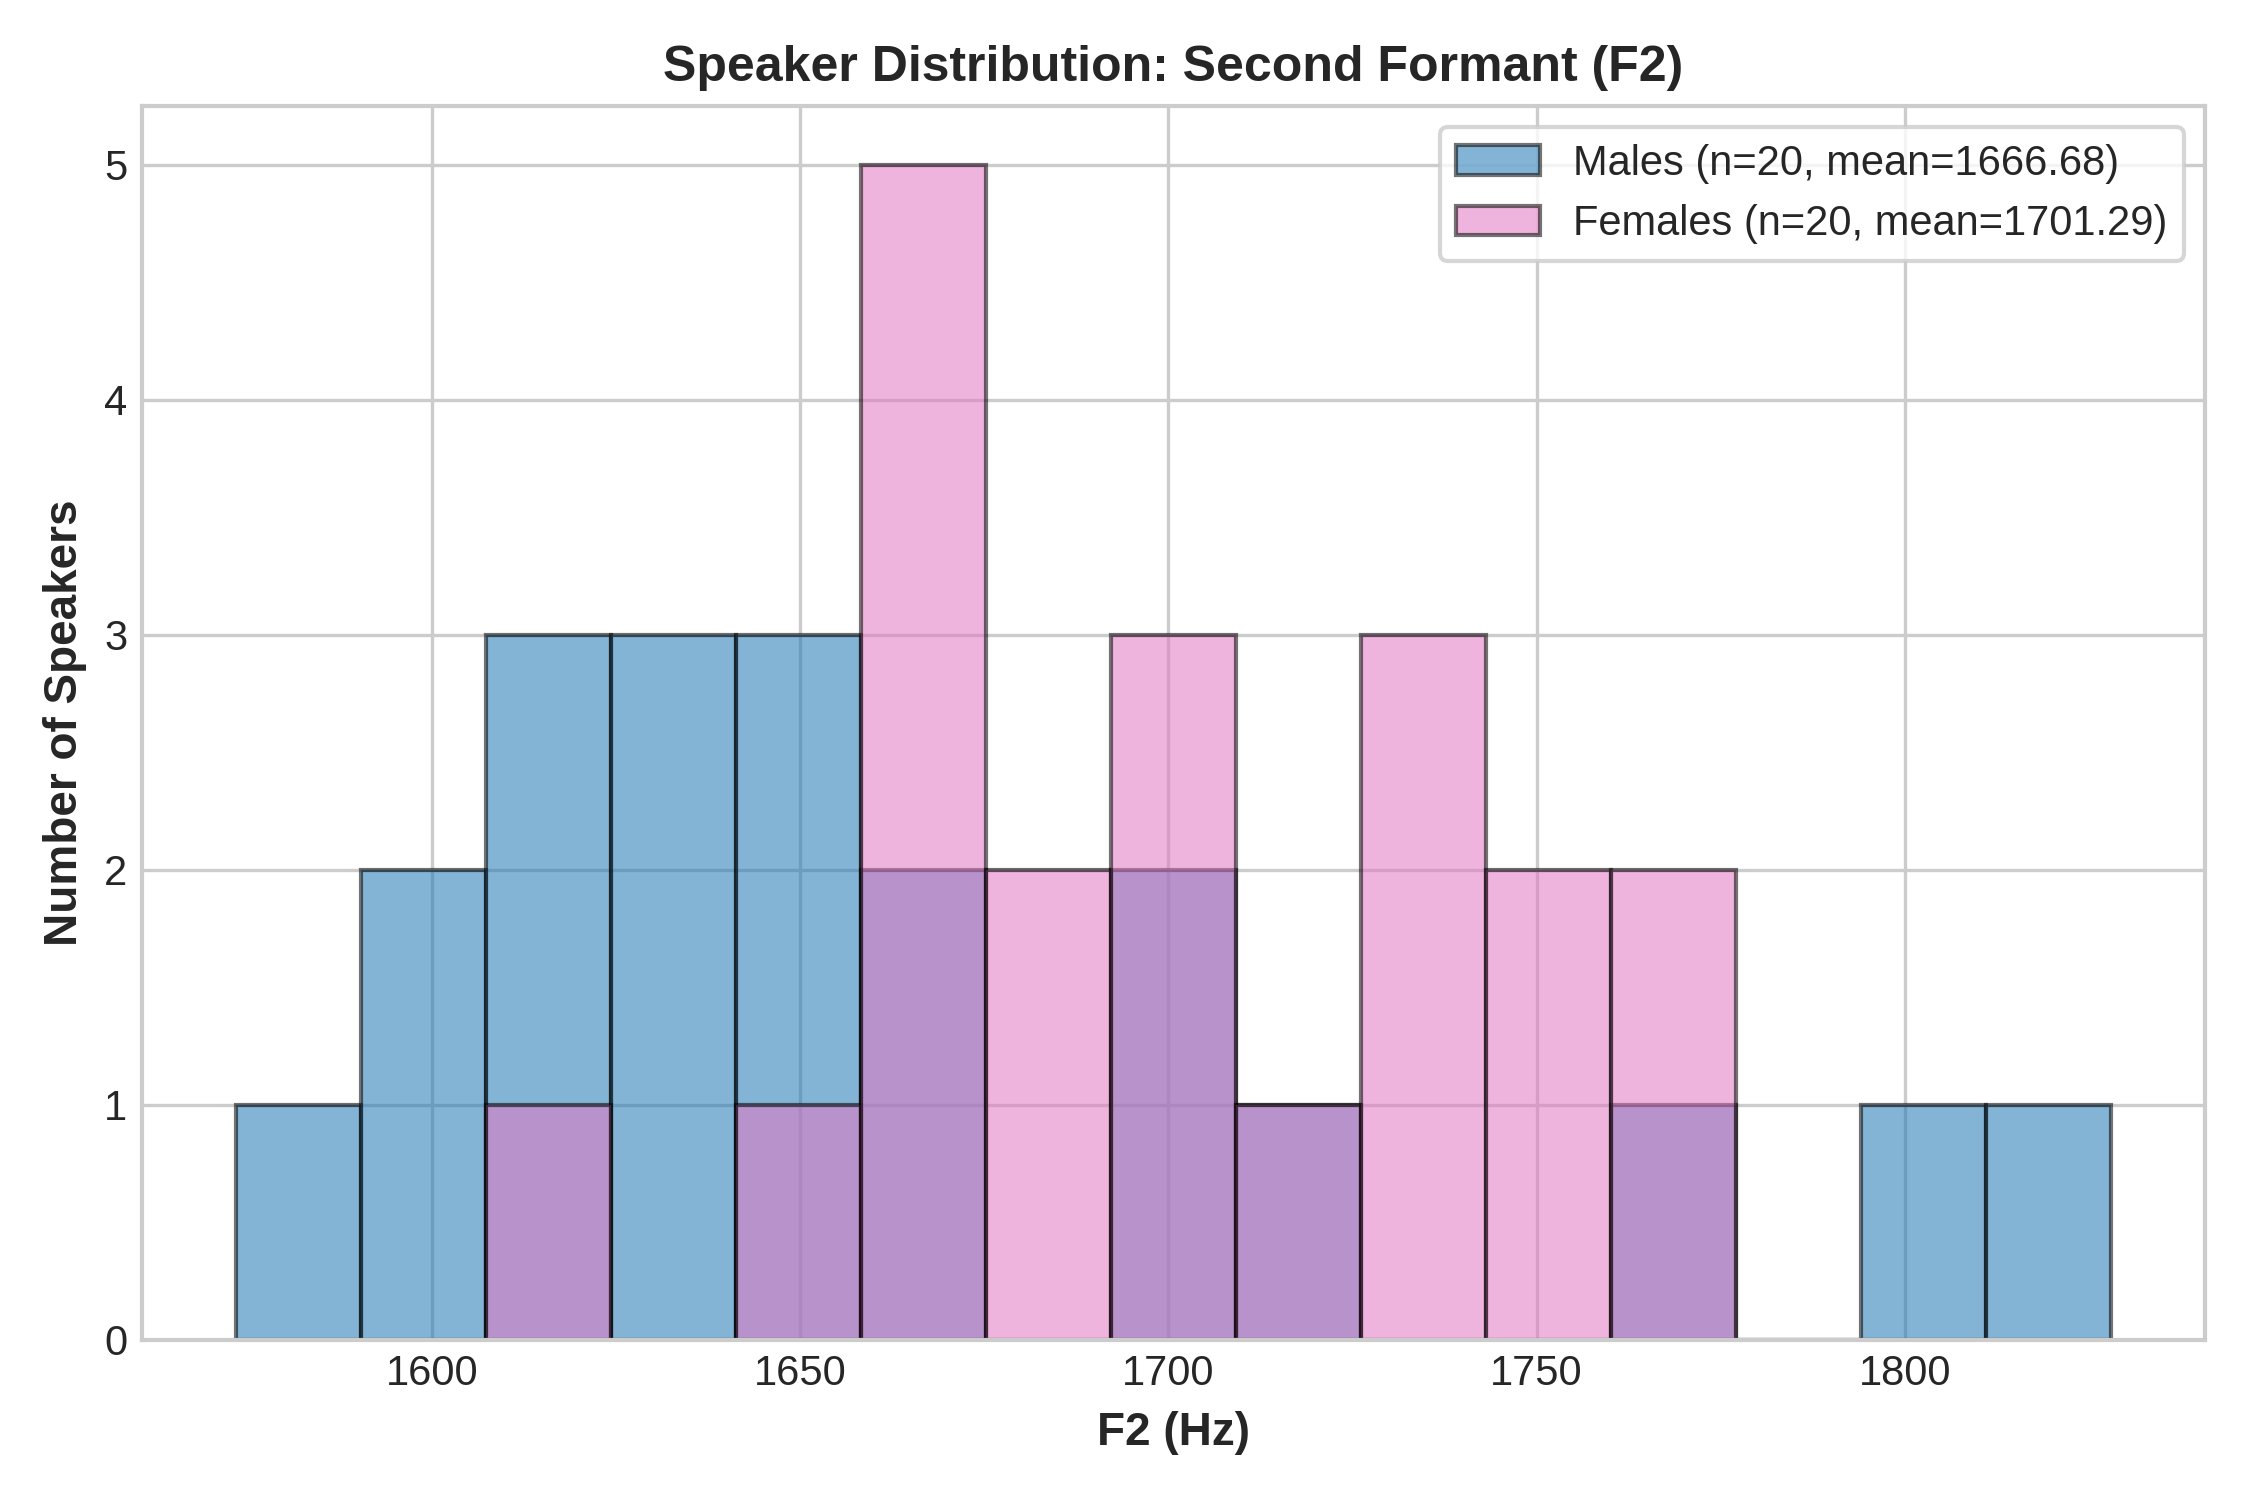 Speaker Distribution: Second Formant (F2)
Males (n=20, mean=1666.68)
Females (n=20, mean=1701.29)
Number of Speakers
5
4
3
2
1
0
1600 1650 1700 1750 1800
F2 (Hz)